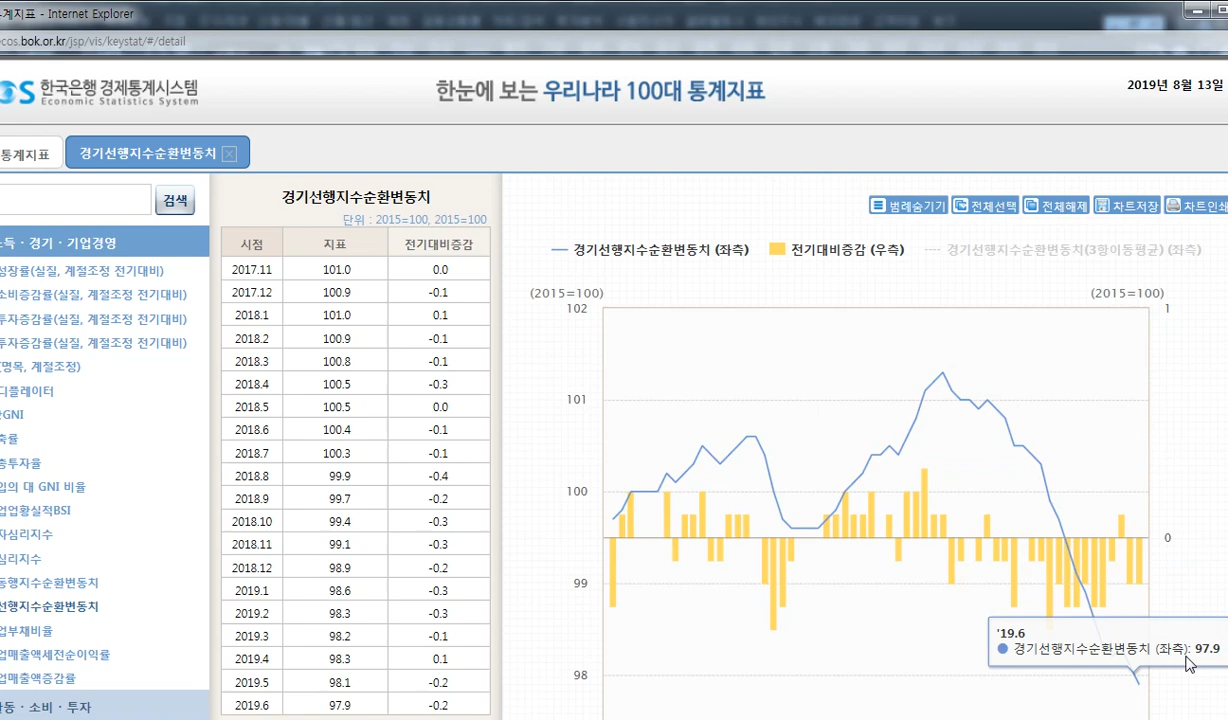 계지표 - Internet Explorer
ecos.bok.or.kr/jsp/vis/keystat/#/detail
OS 한국은행 경제통계시스템
Economic Statistics System
한눈에 보는 우리나라 100대 통계지표
2019년 8월 13일
통계지표
경기선행지수순환변동치
검색
소득 · 경기 · 기업경영
성장률(실질, 계절조정 전기대비)
소비증감률(실질, 계절조정 전기대비)
투자증감률(실질, 계절조정 전기대비)
투자증감률(실질, 계절조정 전기대비)
(명목, 계절조정)
디플레이터
GNI
축률
총투자율
입의 대 GNI 비율
업업황실적BSI
자심리지수
심리지수
동행지수순환변동치
선행지수순환변동치
업부채비율
업매출액세전순이익률
업매출액증감률
활동 · 소비 · 투자
경기선행지수순환변동치
단위 : 2015=100, 2015=100
시점 지표 전기대비증감
2017.11 101.0 0.0
2017.12 100.9 -0.1
2018.1 101.0 0.1
2018.2 100.9 -0.1
2018.3 100.8 -0.1
2018.4 100.5 -0.3
2018.5 100.5 0.0
2018.6 100.4 -0.1
2018.7 100.3 -0.1
2018.8 99.9 -0.4
2018.9 99.7 -0.2
2018.10 99.4 -0.3
2018.11 99.1 -0.3
2018.12 98.9 -0.2
2019.1 98.6 -0.3
2019.2 98.3 -0.3
2019.3 98.2 -0.1
2019.4 98.3 0.1
2019.5 98.1 -0.2
2019.6 97.9 -0.2
범례숨기기 전체선택 전체해제 차트저장 차트인쇄
경기선행지수순환변동치 (좌측) 전기대비증감 (우측) 경기선행지수순환변동치(3항이동평균) (좌측)
(2015=100) (2015=100)
102 1
101
100
0
99
98
'19.6
경기선행지수순환변동치 (좌측): 97.9